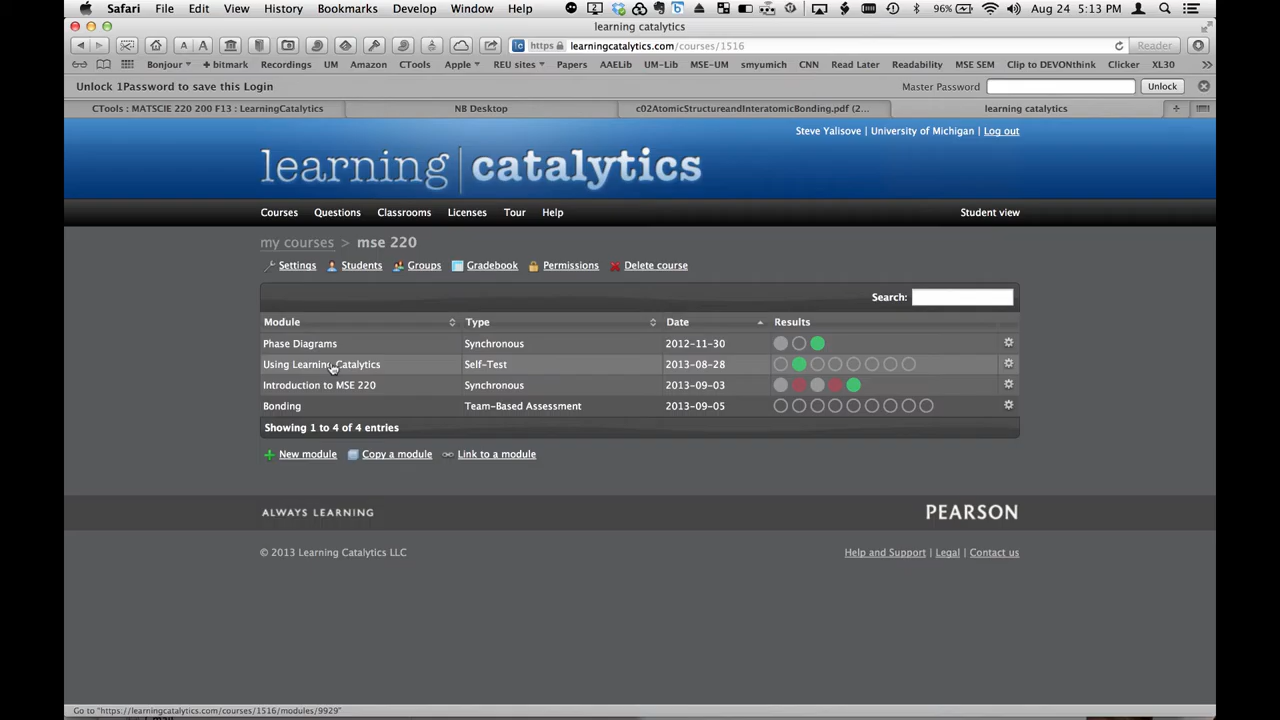 Safari File Edit View History Bookmarks Develop Window Help 96% Aug 24 5:13 PM
learning catalytics
https learningcatalytics.com/courses/1516 Reader
Bonjour bitmark Recordings UM Amazon CTools Apple REU sites Papers AAELib UM-Lib MSE-UM smyumich CNN Read Later Readability MSE SEM Clip to DEVONthink Clicker XL30
Unlock 1Password to save this Login Master Password Unlock
CTools : MATSCIE 220 200 F13 : LearningCatalytics NB Desktop c02AtomicStructureandInteratomicBonding.pdf (2... learning catalytics
Steve Yalisove | University of Michigan | Log out
learning | catalytics
Courses Questions Classrooms Licenses Tour Help Student view
my courses > mse 220
Settings Students Groups Gradebook Permissions Delete course
Search:
Module Type Date Results
Phase Diagrams Synchronous 2012-11-30
Using Learning Catalytics Self-Test 2013-08-28
Introduction to MSE 220 Synchronous 2013-09-03
Bonding Team-Based Assessment 2013-09-05
Showing 1 to 4 of 4 entries
New module Copy a module Link to a module
ALWAYS LEARNING PEARSON
© 2013 Learning Catalytics LLC Help and Support | Legal | Contact us
Go to "https://learningcatalytics.com/courses/1516/modules/9929"